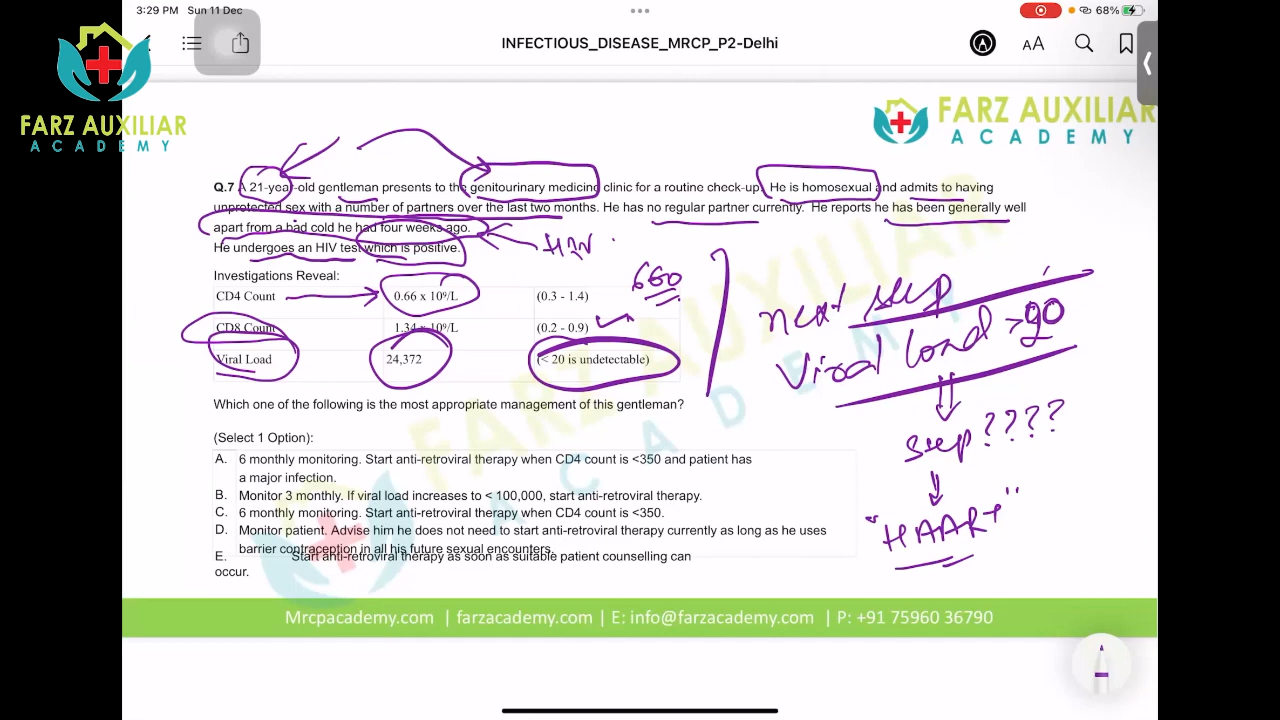 3:29 PM Sun 11 Dec
68%
INFECTIOUS_DISEASE_MRCP_P2-Delhi
AA
FARZ AUXILIAR
ACADEMY
FARZ AUXILIAR
ACADEMY
Q.7 A 21-year-old gentleman presents to the genitourinary medicine clinic for a routine check-up. He is homosexual and admits to having
unprotected sex with a number of partners over the last two months. He has no regular partner currently. He reports he has been generally well
apart from a bad cold he had four weeks ago.
He undergoes an HIV test which is positive.
Investigations Reveal:
CD4 Count 0.66 x 10⁹/L (0.3 - 1.4)
CD8 Count 1.34 x 10⁹/L (0.2 - 0.9)
Viral Load 24,372 (< 20 is undetectable)
660
next step
Viral load >20
step????
"HAART"
Which one of the following is the most appropriate management of this gentleman?
(Select 1 Option):
A. 6 monthly monitoring. Start anti-retroviral therapy when CD4 count is <350 and patient has
a major infection.
B. Monitor 3 monthly. If viral load increases to < 100,000, start anti-retroviral therapy.
C. 6 monthly monitoring. Start anti-retroviral therapy when CD4 count is <350.
D. Monitor patient. Advise him he does not need to start anti-retroviral therapy currently as long as he uses
barrier contraception in all his future sexual encounters.
E. Start anti-retroviral therapy as soon as suitable patient counselling can
occur.
FARZ AUXILIAR
ACADEMY
Mrcpacademy.com | farzacademy.com | E: info@farzacademy.com | P: +91 75960 36790